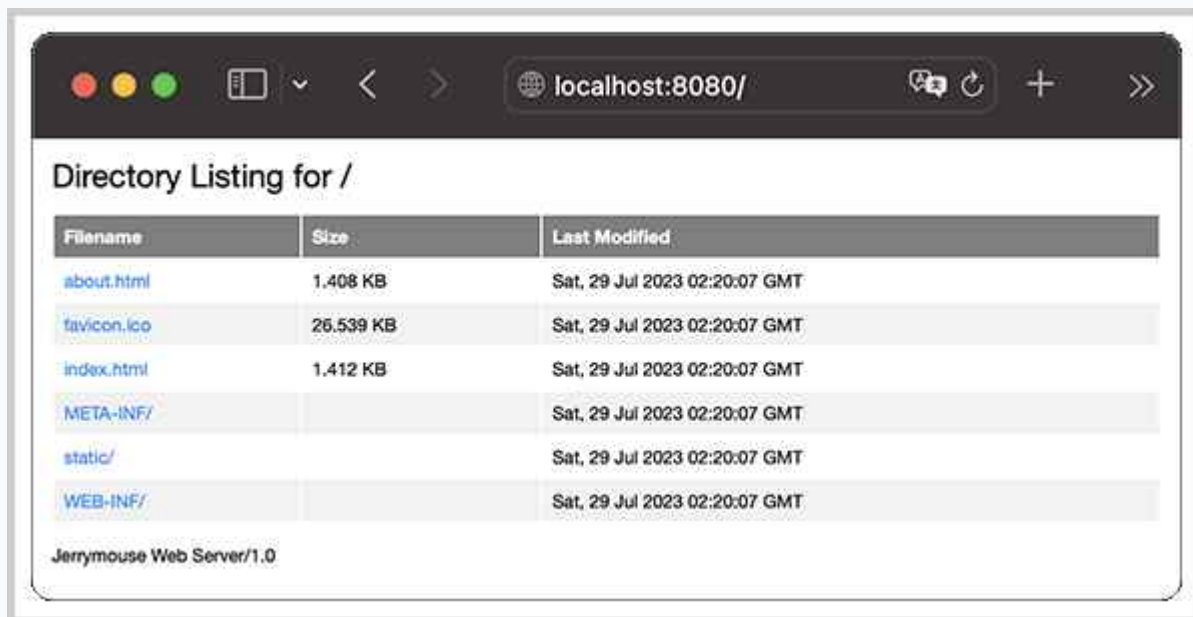 localhost:8080/
Directory Listing for /
Filename Size Last Modified
about.html 1.408 KB Sat, 29 Jul 2023 02:20:07 GMT
favicon.ico 26.539 KB Sat, 29 Jul 2023 02:20:07 GMT
index.html 1.412 KB Sat, 29 Jul 2023 02:20:07 GMT
META-INF/ Sat, 29 Jul 2023 02:20:07 GMT
static/ Sat, 29 Jul 2023 02:20:07 GMT
WEB-INF/ Sat, 29 Jul 2023 02:20:07 GMT
Jerrymouse Web Server/1.0